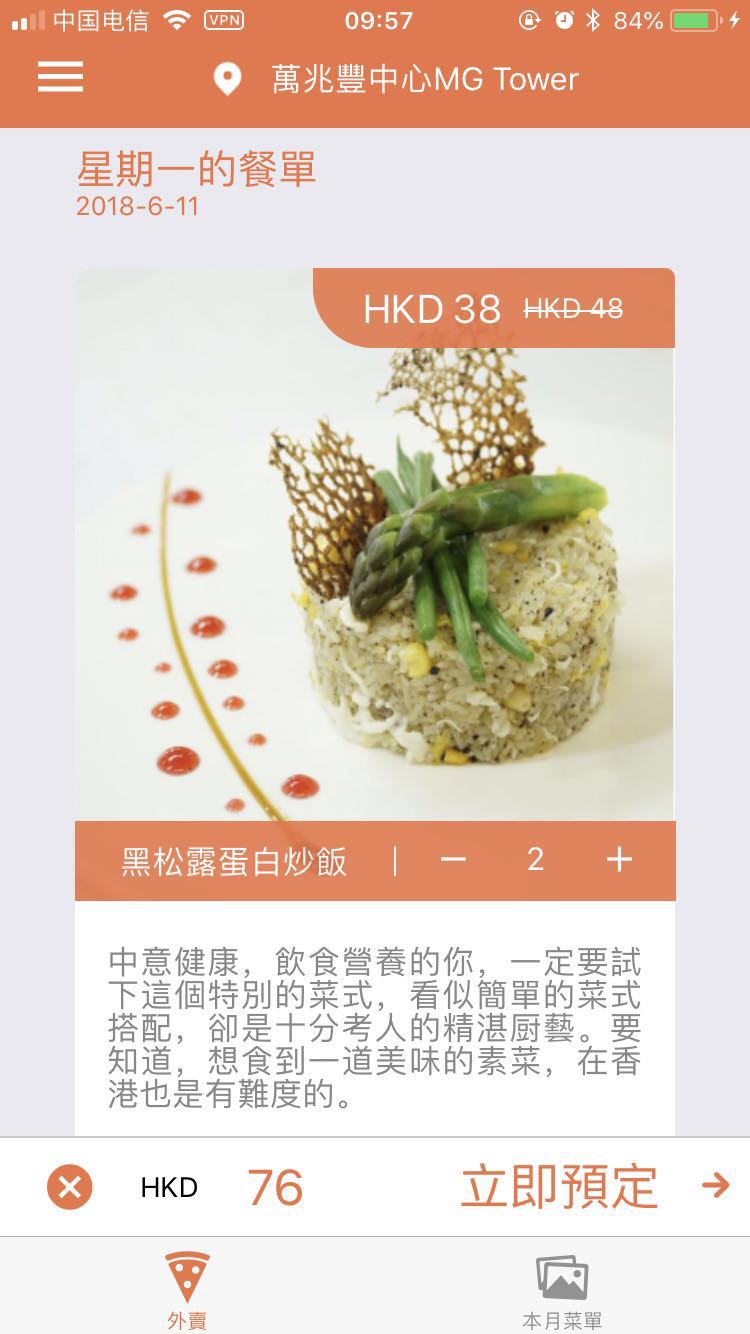 中国电信 VPN 09:57 84%
萬兆豐中心MG Tower
星期一的餐單
2018-6-11
HKD 38 HKD 48
黑松露蛋白炒飯 | − 2 +
中意健康，飲食營養的你，一定要試
下這個特別的菜式，看似簡單的菜式
搭配，卻是十分考人的精湛厨藝。要
知道，想食到一道美味的素菜，在香
港也是有難度的。
HKD 76 立即預定
外賣 本月菜單